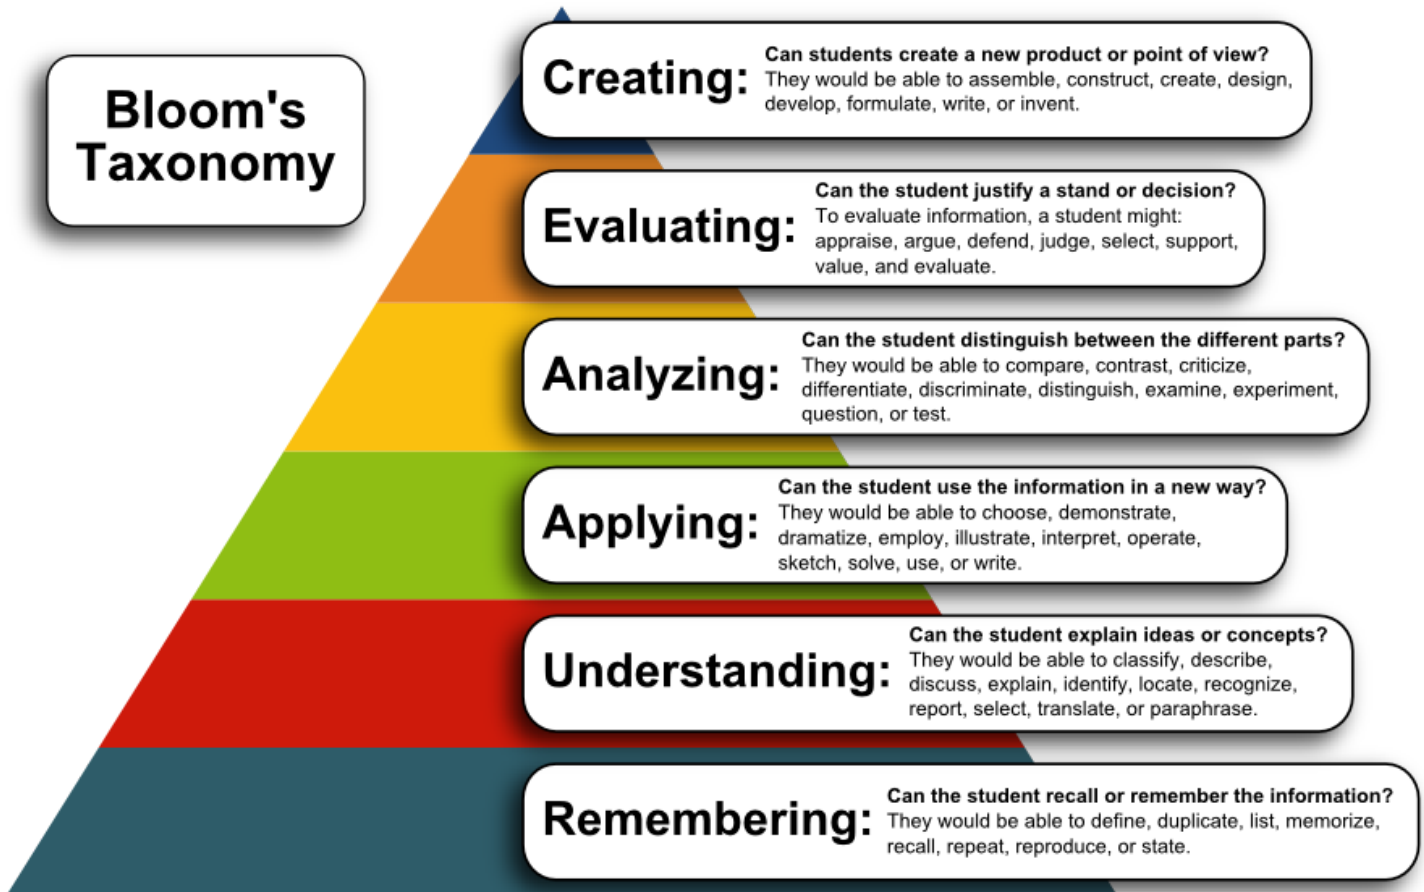 Bloom's
Taxonomy
Creating:
Can students create a new product or point of view?
They would be able to assemble, construct, create, design,
develop, formulate, write, or invent.
Evaluating:
Can the student justify a stand or decision?
To evaluate information, a student might:
appraise, argue, defend, judge, select, support,
value, and evaluate.
Analyzing:
Can the student distinguish between the different parts?
They would be able to compare, contrast, criticize,
differentiate, discriminate, distinguish, examine, experiment,
question, or test.
Applying:
Can the student use the information in a new way?
They would be able to choose, demonstrate,
dramatize, employ, illustrate, interpret, operate,
sketch, solve, use, or write.
Understanding:
Can the student explain ideas or concepts?
They would be able to classify, describe,
discuss, explain, identify, locate, recognize,
report, select, translate, or paraphrase.
Remembering:
Can the student recall or remember the information?
They would be able to define, duplicate, list, memorize,
recall, repeat, reproduce, or state.